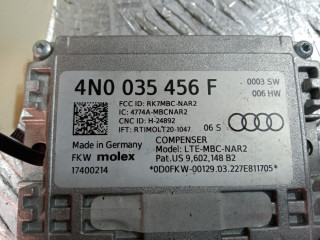 4N0 035 456 F
0003 SW
006 HW
FCC ID: RK7MBC-NAR2
IC: 4774A-MBCNAR2
CNC ID: H-24892
IFT: RTIMOLT20-1047
06 S
Made in Germany
COMPENSER
FKW molex
Model: LTE-MBC-NAR2
Pat.US 9,602,148 B2
17400214
*0D0FKW-00129.03.227E811705*